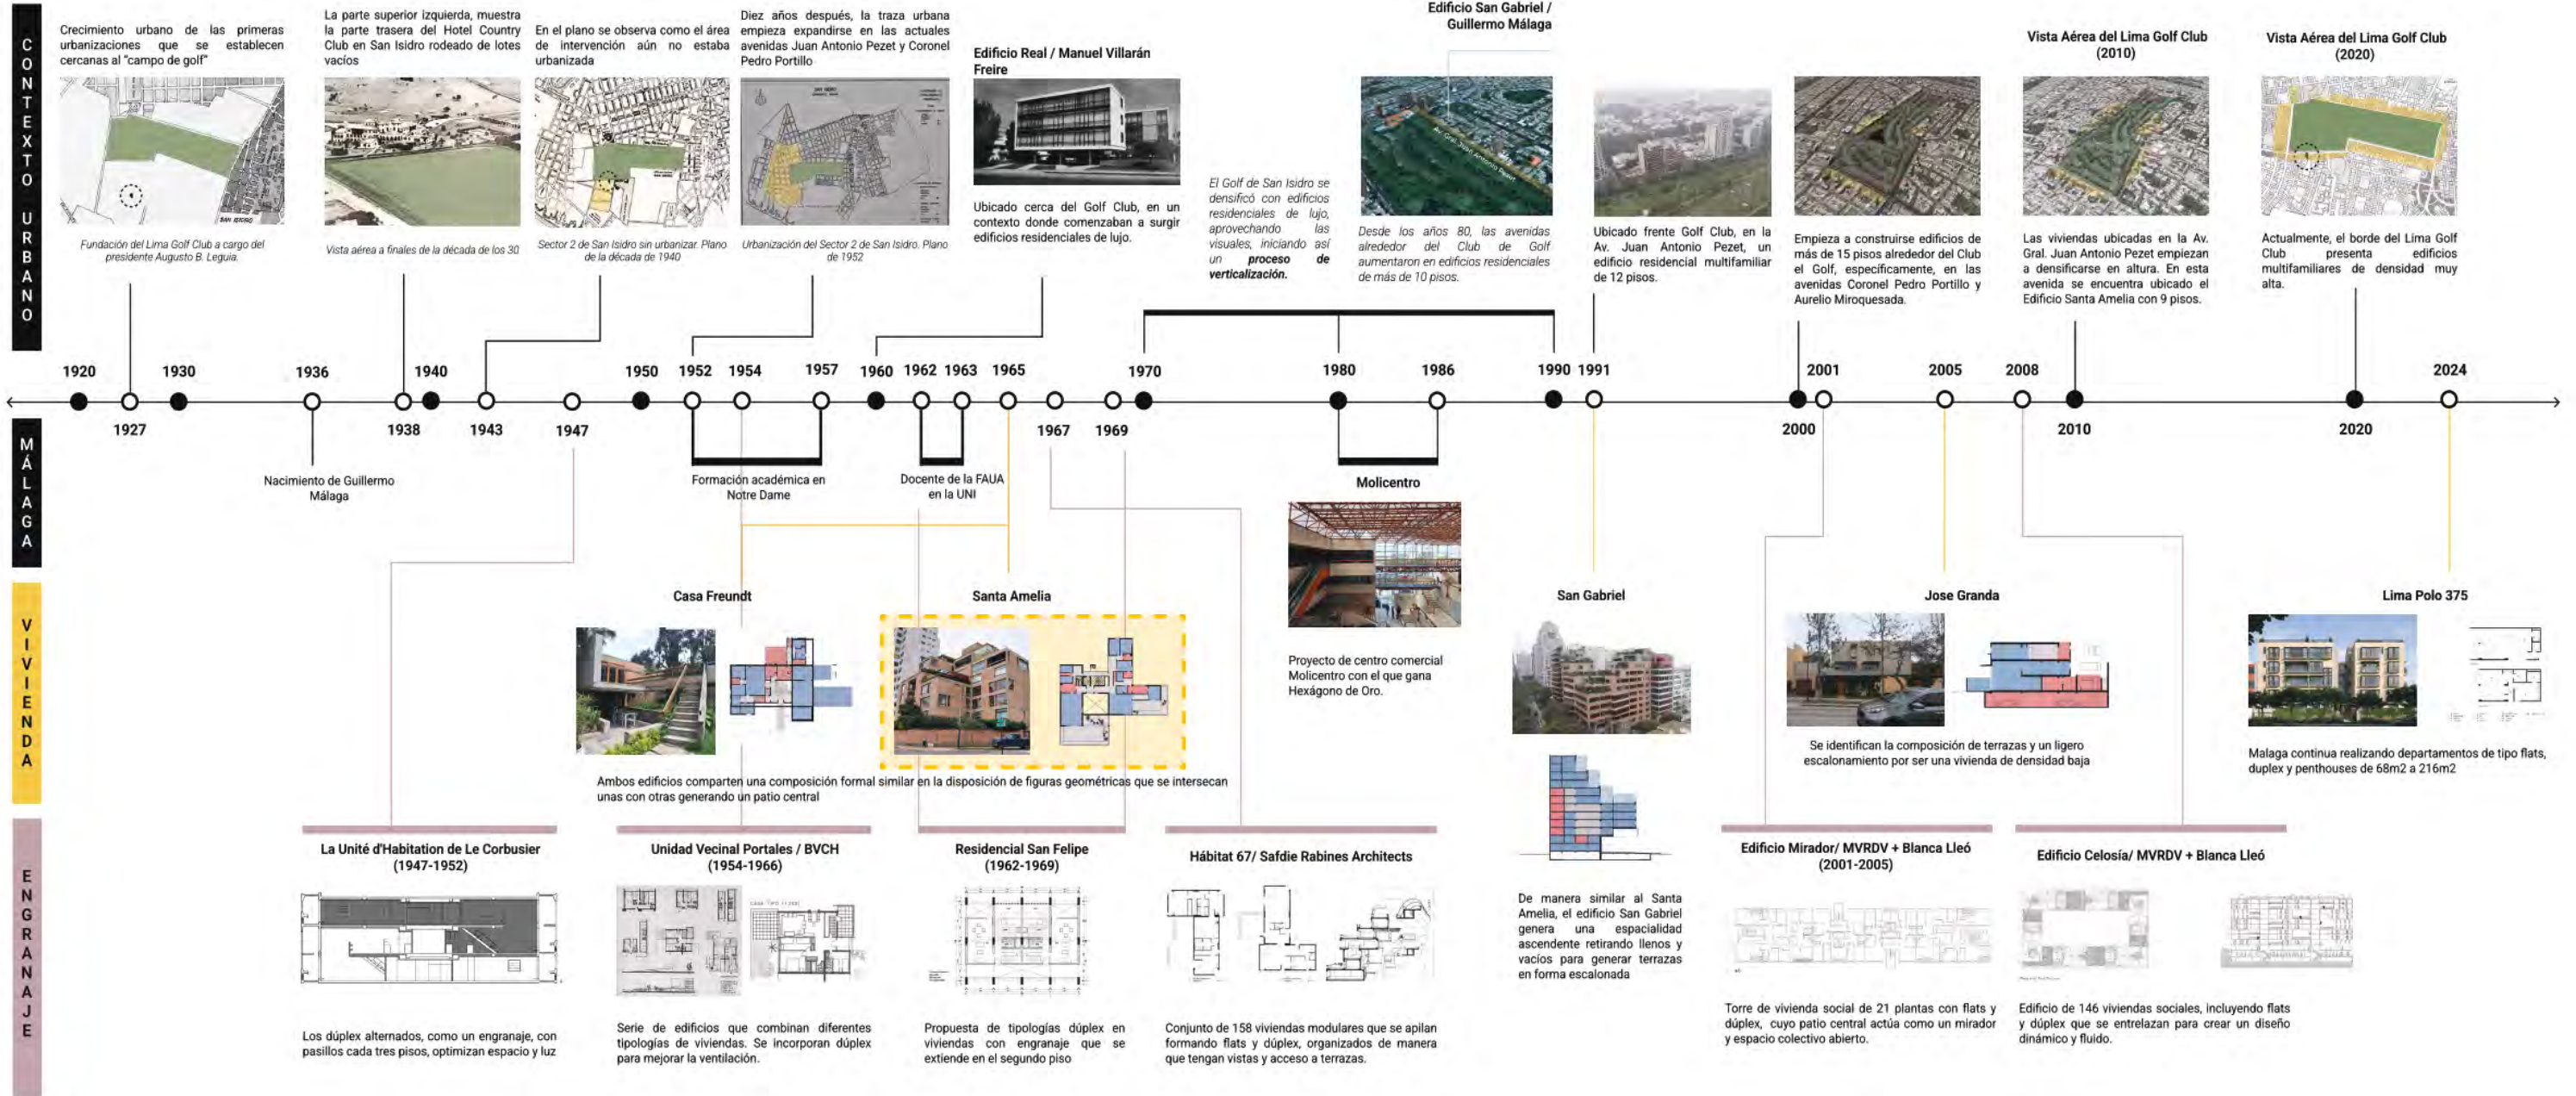 CONTEXTO URBANO
Crecimiento urbano de las primeras
urbanizaciones que se establecen
cercanas al "campo de golf"
SAN ISIDRO
Fundación del Lima Golf Club a cargo del
presidente Augusto B. Leguia.
La parte superior izquierda, muestra
la parte trasera del Hotel Country
Club en San Isidro rodeado de lotes
vacíos
Vista aérea a finales de la década de los 30
En el plano se observa como el área
de intervención aún no estaba
urbanizada
Sector 2 de San Isidro sin urbanizar. Plano
de la década de 1940
Diez años después, la traza urbana
empieza expandirse en las actuales
avenidas Juan Antonio Pezet y Coronel
Pedro Portillo
SAN ISIDRO
Urbanización del Sector 2 de San Isidro. Plano
de 1952
Edificio Real / Manuel Villarán
Freire
Ubicado cerca del Golf Club, en un
contexto donde comenzaban a surgir
edificios residenciales de lujo.
El Golf de San Isidro se
densificó con edificios
residenciales de lujo,
aprovechando las
visuales, iniciando así
un proceso de
verticalización.
Edificio San Gabriel /
Guillermo Málaga
Av. Gral. Juan Antonio Pezet
Desde los años 80, las avenidas
alrededor del Club de Golf
aumentaron en edificios residenciales
de más de 10 pisos.
Ubicado frente Golf Club, en la
Av. Juan Antonio Pezet, un
edificio residencial multifamiliar
de 12 pisos.
Empieza a construirse edificios de
más de 15 pisos alrededor del Club
el Golf, específicamente, en las
avenidas Coronel Pedro Portillo y
Aurelio Miroquesada.
Vista Aérea del Lima Golf Club
(2010)
Las viviendas ubicadas en la Av.
Gral. Juan Antonio Pezet empiezan
a densificarse en altura. En esta
avenida se encuentra ubicado el
Edificio Santa Amelia con 9 pisos.
Vista Aérea del Lima Golf Club
(2020)
Actualmente, el borde del Lima Golf
Club presenta edificios
multifamiliares de densidad muy
alta.
1920 1930 1936 1940 1950 1952 1954 1957 1960 1962 1963 1965 1970 1980 1986 1990 1991 2001 2005 2008 2024
1927 1938 1943 1947 1967 1969 2000 2010 2020
MÁLAGA
Nacimiento de Guillermo
Málaga
Formación académica en
Notre Dame
Docente de la FAUA
en la UNI
Molicentro
Proyecto de centro comercial
Molicentro con el que gana
Hexágono de Oro.
VIVIENDA
Casa Freundt
Santa Amelia
Ambos edificios comparten una composición formal similar en la disposición de figuras geométricas que se intersecan
unas con otras generando un patio central
San Gabriel
De manera similar al Santa
Amelia, el edificio San Gabriel
genera una espacialidad
ascendente retirando llenos y
vacíos para generar terrazas
en forma escalonada
Jose Granda
Se identifican la composición de terrazas y un ligero
escalonamiento por ser una vivienda de densidad baja
Lima Polo 375
Malaga continua realizando departamentos de tipo flats,
duplex y penthouses de 68m2 a 216m2
ENGRANAJE
La Unité d'Habitation de Le Corbusier
(1947-1952)
Los dúplex alternados, como un engranaje, con
pasillos cada tres pisos, optimizan espacio y luz
Unidad Vecinal Portales / BVCH
(1954-1966)
Serie de edificios que combinan diferentes
tipologías de viviendas. Se incorporan dúplex
para mejorar la ventilación.
Residencial San Felipe
(1962-1969)
Propuesta de tipologías dúplex en
viviendas con engranaje que se
extiende en el segundo piso
Hábitat 67/ Safdie Rabines Architects
Conjunto de 158 viviendas modulares que se apilan
formando flats y dúplex, organizados de manera
que tengan vistas y acceso a terrazas.
Edificio Mirador/ MVRDV + Blanca Lleó
(2001-2005)
Torre de vivienda social de 21 plantas con flats y
dúplex, cuyo patio central actúa como un mirador
y espacio colectivo abierto.
Edificio Celosía/ MVRDV + Blanca Lleó
Edificio de 146 viviendas sociales, incluyendo flats
y dúplex que se entrelazan para crear un diseño
dinámico y fluido.